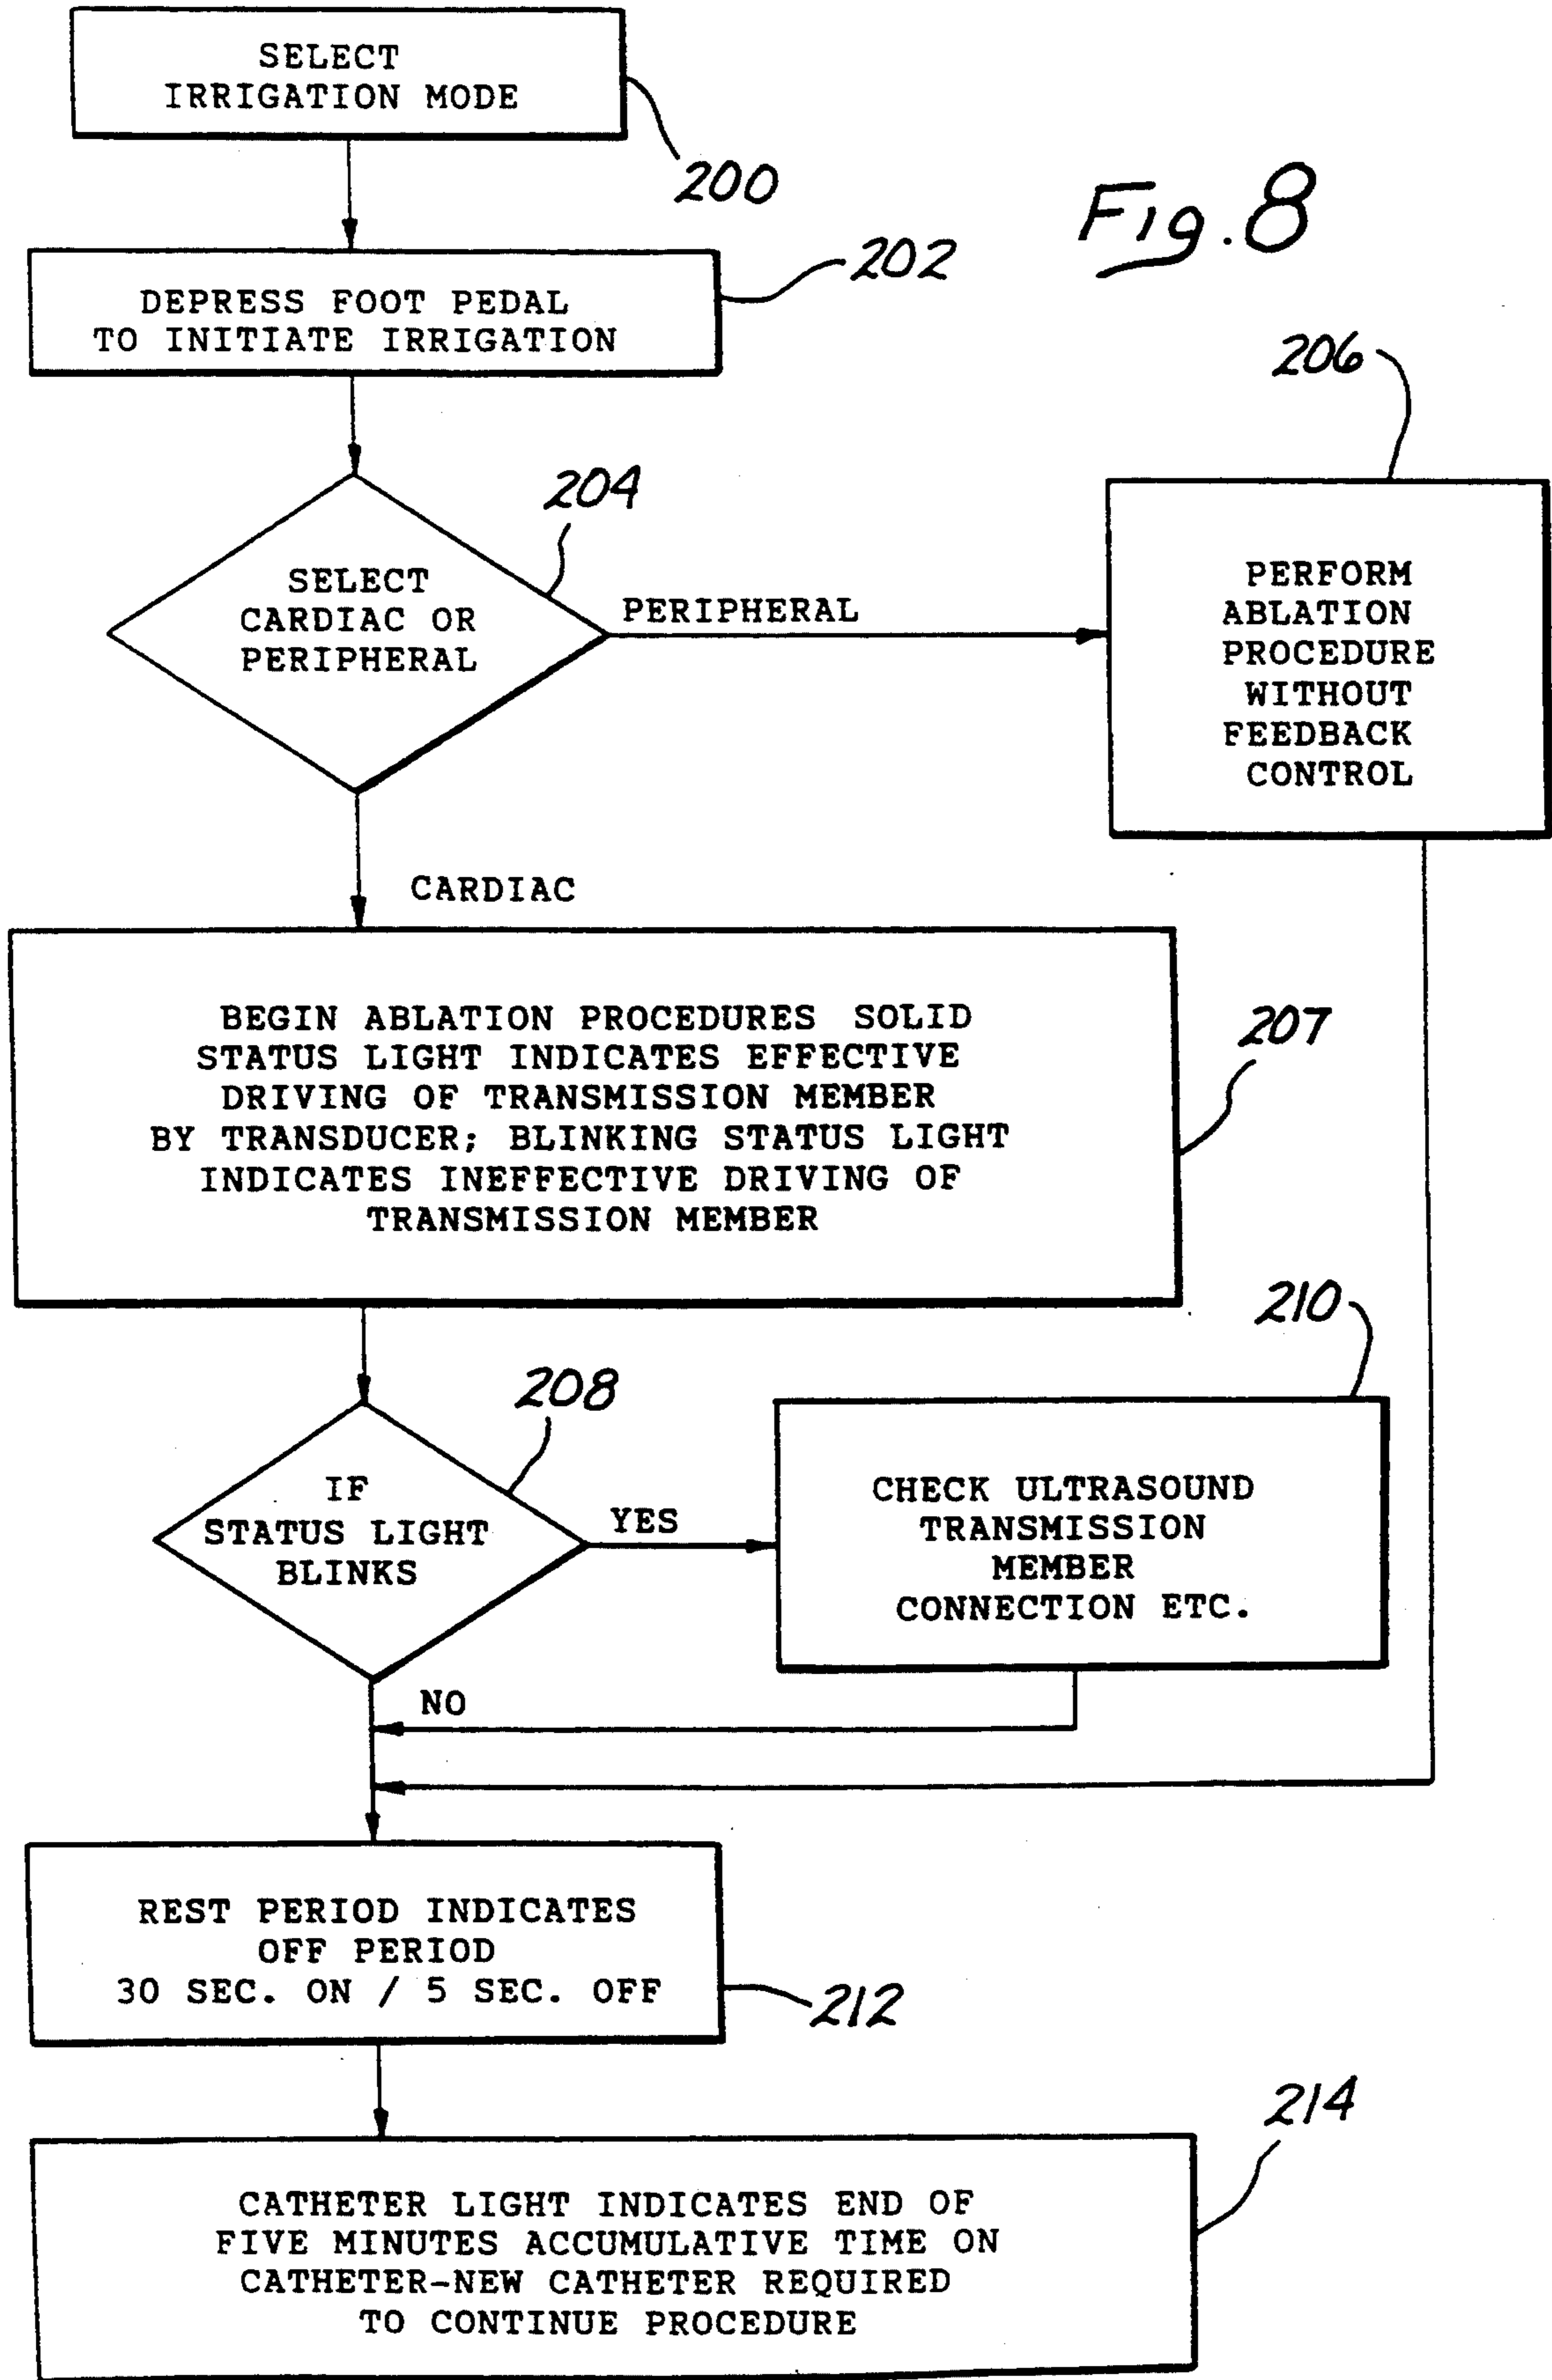 SELECT
IRRIGATION MODE
200
Fig. 8
DEPRESS FOOT PEDAL
TO INITIATE IRRIGATION
202
206
204
SELECT
CARDIAC OR
PERIPHERAL
PERIPHERAL
PERFORM
ABLATION
PROCEDURE
WITHOUT
FEEDBACK
CONTROL
CARDIAC
BEGIN ABLATION PROCEDURES SOLID
STATUS LIGHT INDICATES EFFECTIVE
DRIVING OF TRANSMISSION MEMBER
BY TRANSDUCER; BLINKING STATUS LIGHT
INDICATES INEFFECTIVE DRIVING OF
TRANSMISSION MEMBER
207
210
208
IF
STATUS LIGHT
BLINKS
YES
CHECK ULTRASOUND
TRANSMISSION
MEMBER
CONNECTION ETC.
NO
REST PERIOD INDICATES
OFF PERIOD
30 SEC. ON / 5 SEC. OFF
212
214
CATHETER LIGHT INDICATES END OF
FIVE MINUTES ACCUMULATIVE TIME ON
CATHETER-NEW CATHETER REQUIRED
TO CONTINUE PROCEDURE